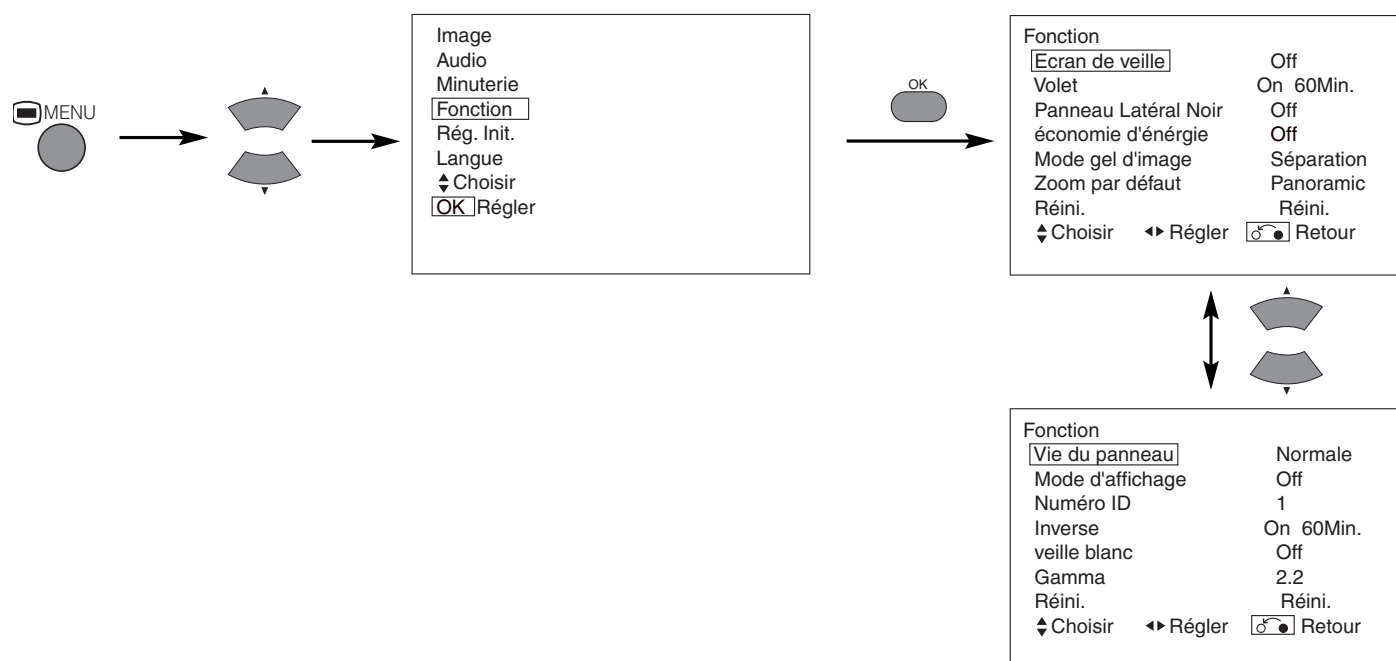 MENU
Image
Audio
Minuterie
Fonction
Rég. Init.
Langue
Choisir
OK Régler
OK
Fonction
Ecran de veille Off
Volet On 60Min.
Panneau Latéral Noir Off
économie d'énérgie Off
Mode gel d'image Séparation
Zoom par défaut Panoramic
Réini. Réini.
Choisir Régler Retour
Fonction
Vie du panneau Normale
Mode d'affichage Off
Numéro ID 1
Inverse On 60Min.
veille blanc Off
Gamma 2.2
Réini. Réini.
Choisir Régler Retour